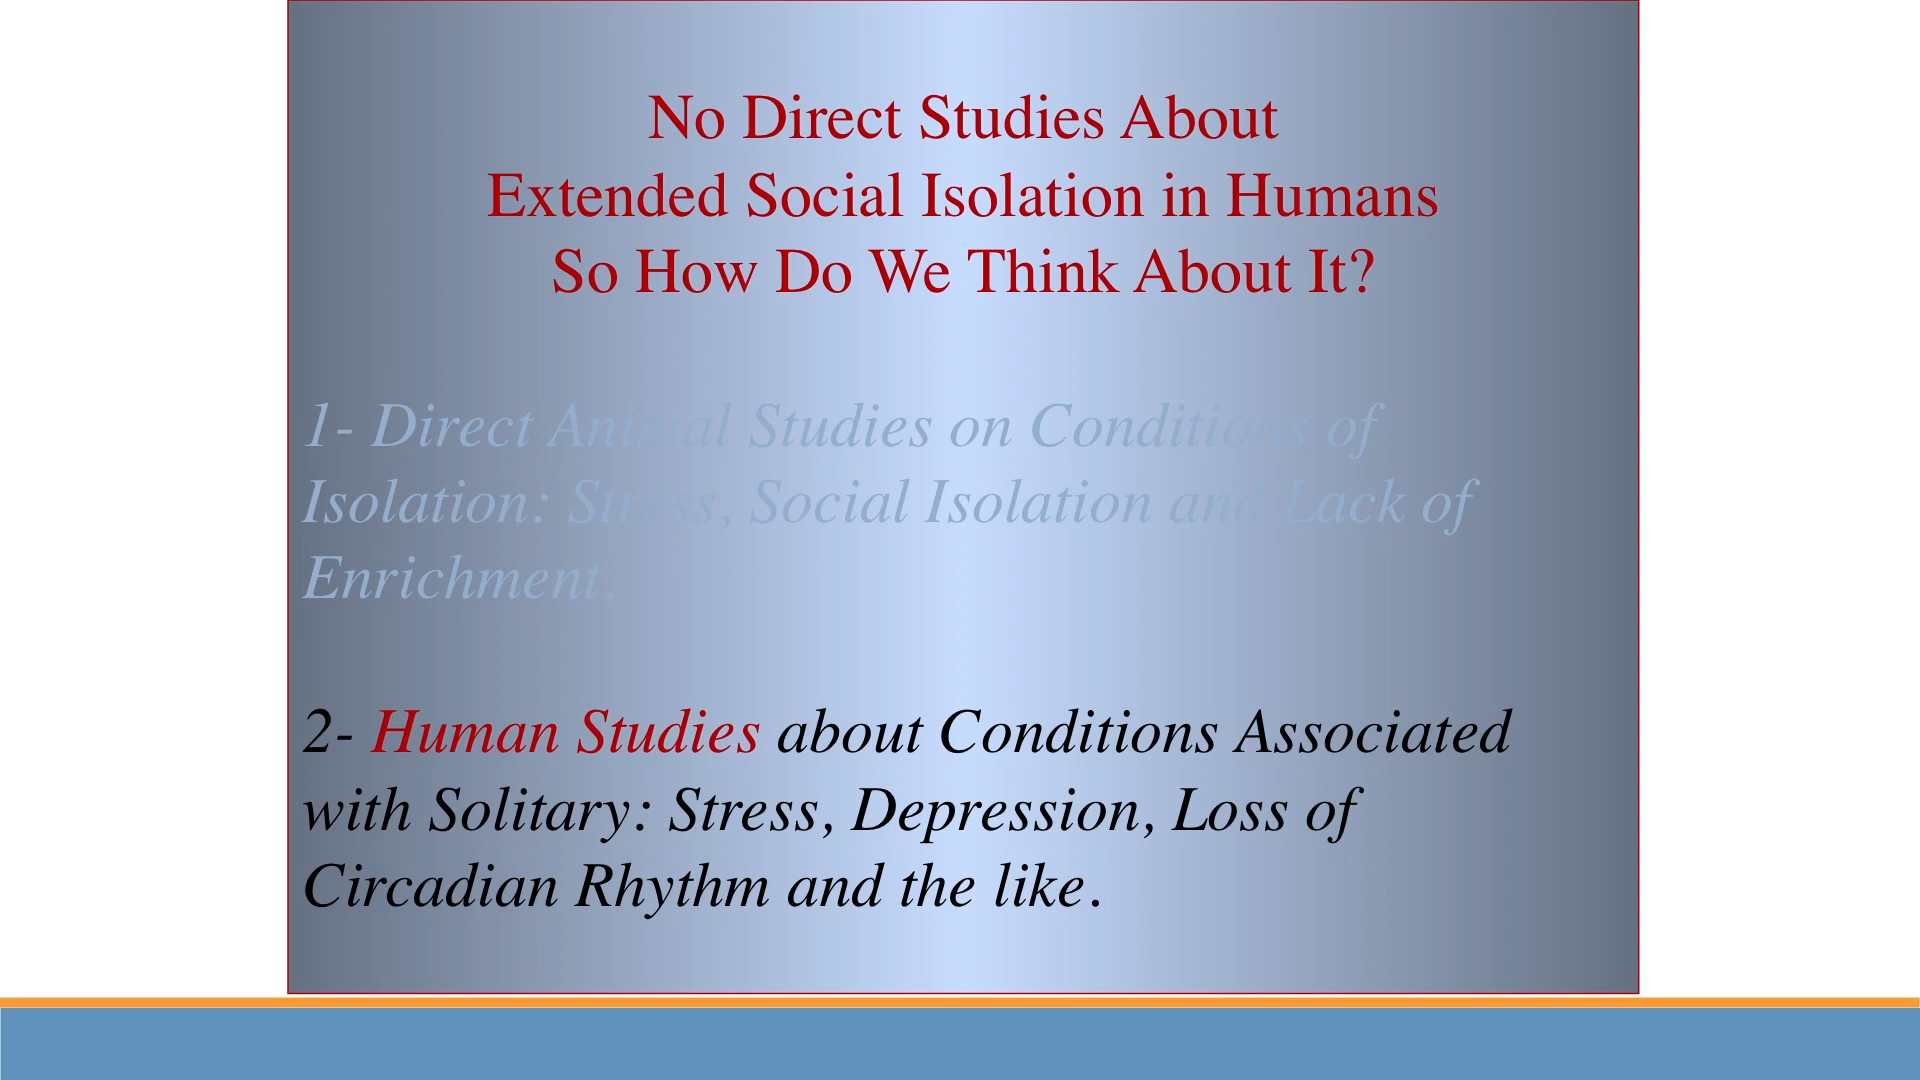 No Direct Studies About
Extended Social Isolation in Humans
So How Do We Think About It?
1- Direct Animal Studies on Conditions of
Isolation: Stress, Social Isolation and Lack of
Enrichment.
2- Human Studies about Conditions Associated
with Solitary: Stress, Depression, Loss of
Circadian Rhythm and the like.